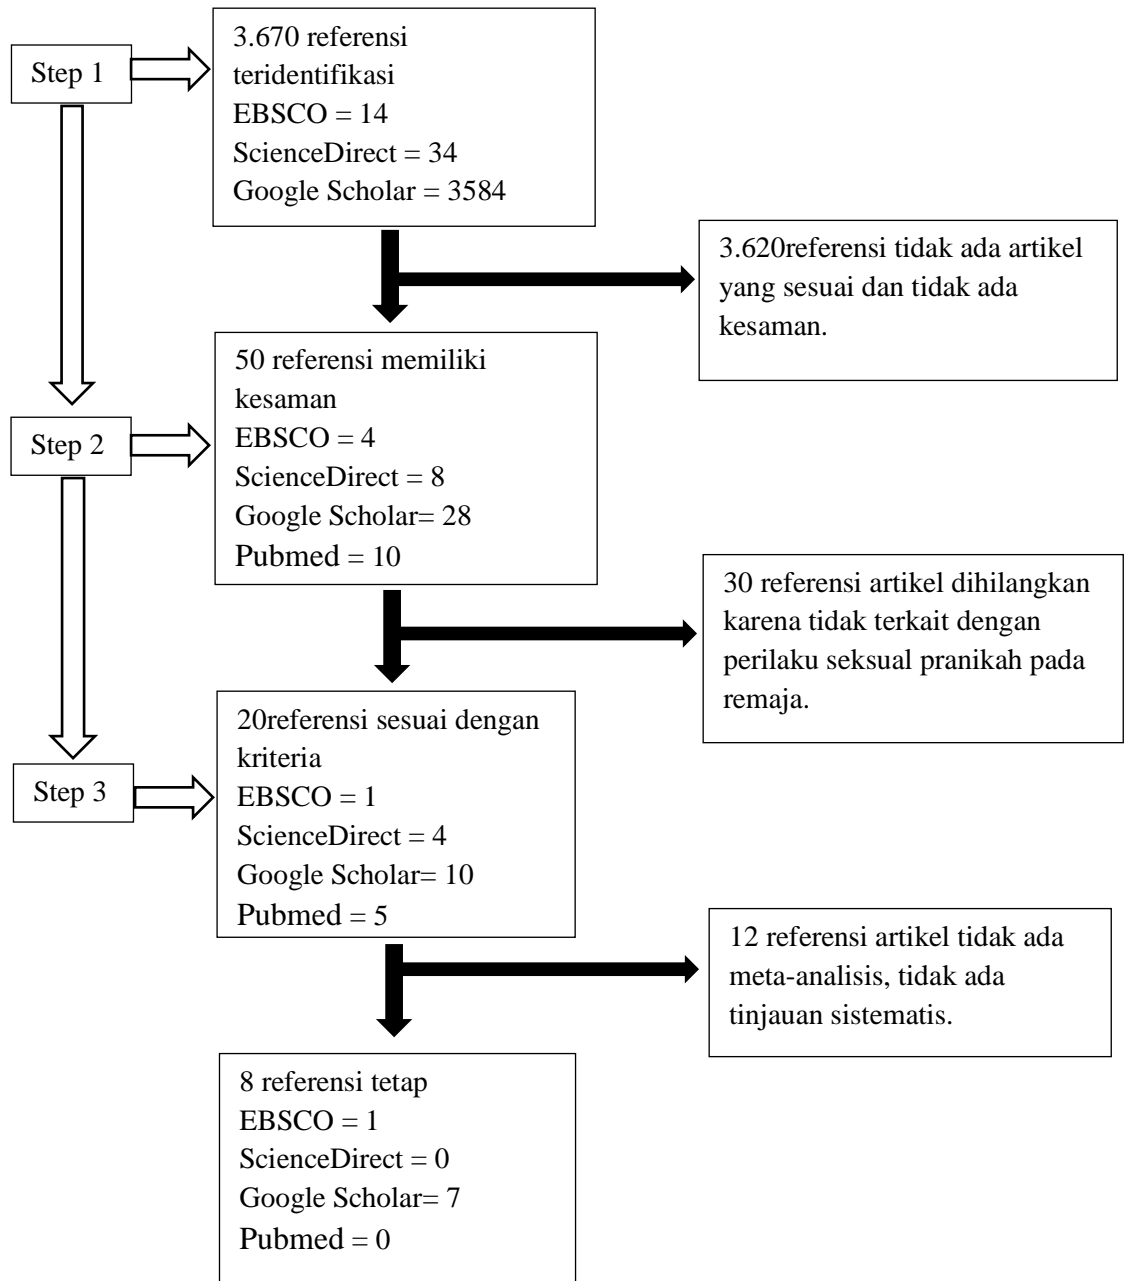 Step 1
3.670 referensi
teridentifikasi
EBSCO = 14
ScienceDirect = 34
Google Scholar = 3584
3.620referensi tidak ada artikel
yang sesuai dan tidak ada
kesaman.
Step 2
50 referensi memiliki
kesaman
EBSCO = 4
ScienceDirect = 8
Google Scholar= 28
Pubmed = 10
30 referensi artikel dihilangkan
karena tidak terkait dengan
perilaku seksual pranikah pada
remaja.
Step 3
20referensi sesuai dengan
kriteria
EBSCO = 1
ScienceDirect = 4
Google Scholar= 10
Pubmed = 5
12 referensi artikel tidak ada
meta-analisis, tidak ada
tinjauan sistematis.
8 referensi tetap
EBSCO = 1
ScienceDirect = 0
Google Scholar= 7
Pubmed = 0